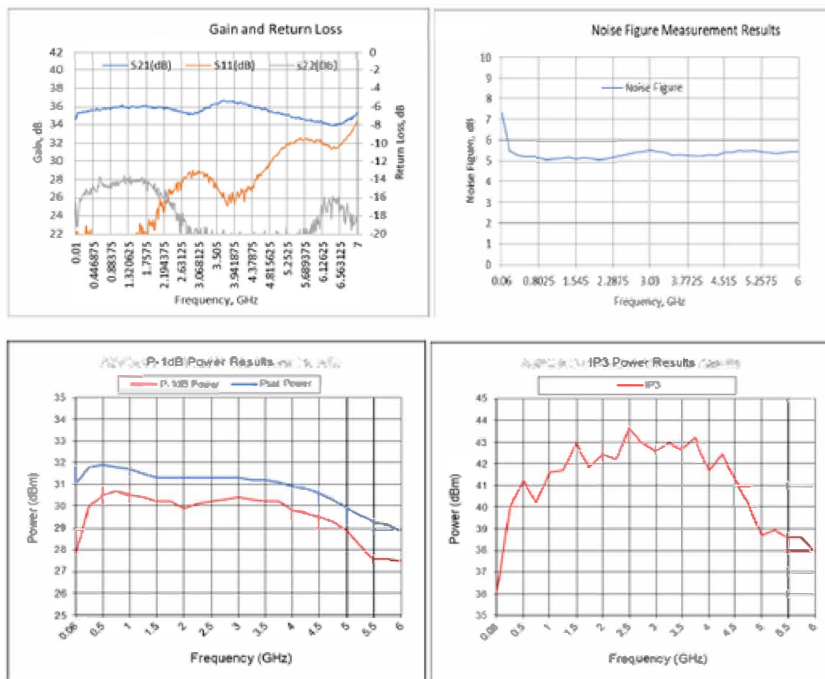 Gain and Return Loss
S21(dB) S11(dB) s22(Db)
Gain, dB
42
40
38
36
34
32
30
28
26
24
22
0
-2
-4
-6
-8
-10
-12
-14
-16
-18
-20
Return Loss, dB
0.01 0.446875 0.88375 1.320625 1.7575 2.194375 2.63125 3.068125 3.505 3.941875 4.37875 4.815625 5.2525 5.689375 6.12625 6.563125 7
Frequency, GHz
Noise Figure Measurement Results
Noise Figure
Noise Figure, dB
10
9
8
7
6
5
4
3
2
1
0
0.06 0.8025 1.545 2.2875 3.03 3.7725 4.515 5.2575 6
Frequency, GHz
P-1dB Power Results
P-1dB Power Psat Power
Power (dBm)
35
34
33
32
31
30
29
28
27
26
25
0.06 0.5 1 1.5 2 2.5 3 3.5 4 4.5 5 5.5 6
Frequency (GHz)
IP3 Power Results
IP3
Power (dBm)
45
44
43
42
41
40
39
38
37
36
35
0.06 0.5 1 1.5 2 2.5 3 3.5 4 4.5 5 5.5 6
Frequency (GHz)